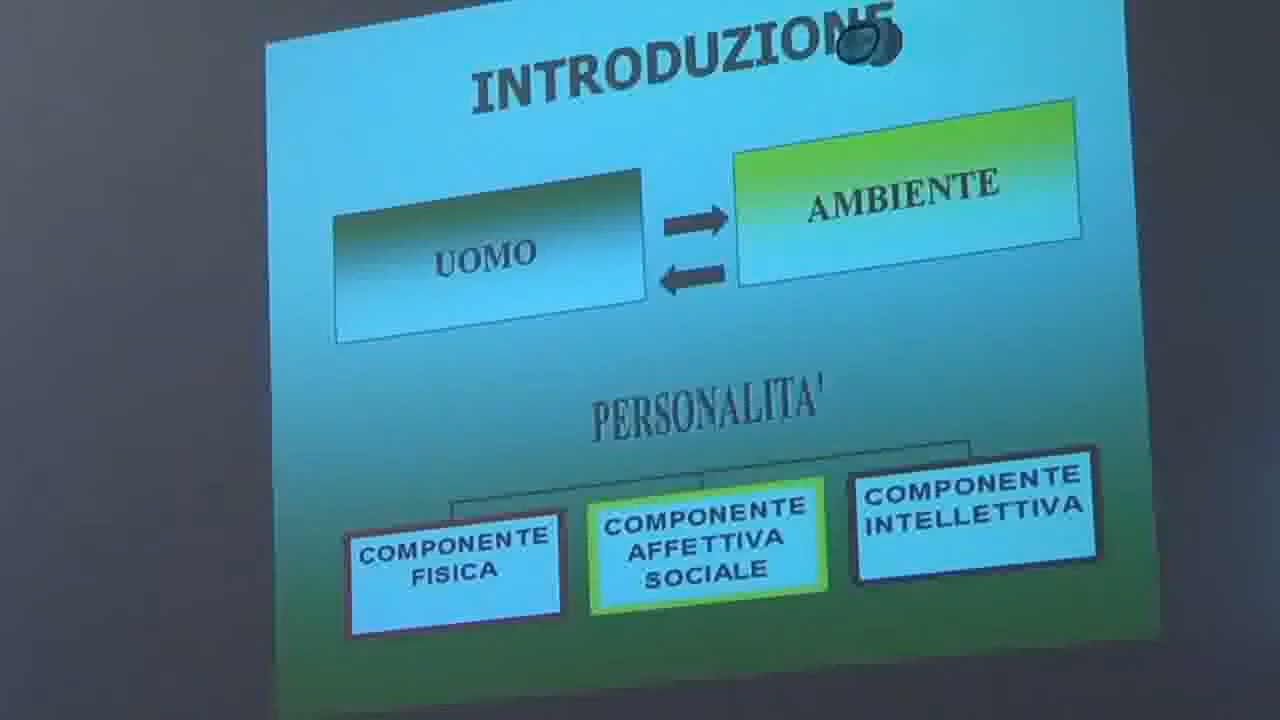 INTRODUZIONE
UOMO
AMBIENTE
PERSONALITA'
COMPONENTE
FISICA
COMPONENTE
AFFETTIVA
SOCIALE
COMPONENTE
INTELLETTIVA